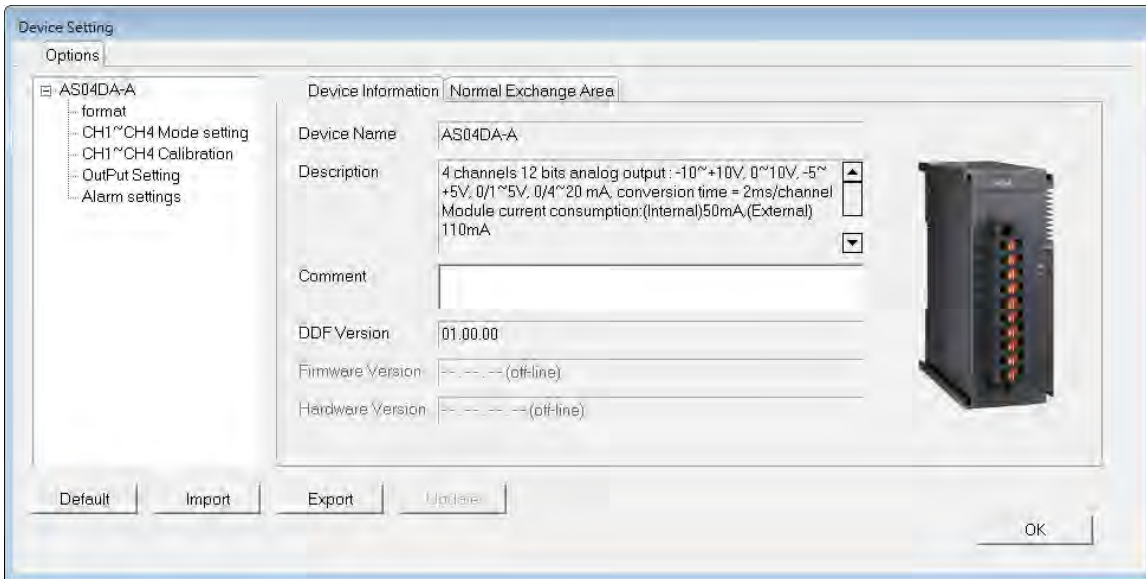 Device Setting
Options
AS04DA-A
format
CH1~CH4 Mode setting
CH1~CH4 Calibration
OutPut Setting
Alarm settings
Device Information
Normal Exchange Area
Device Name
AS04DA-A
Description
4 channels 12 bits analog output : -10~+10V, 0~10V, -5~
+5V, 0/1~5V, 0/4~20 mA, conversion time = 2ms/channel
Module current consumption:(Internal)50mA,(External)
110mA
Comment
DDF Version
01.00.00
Firmware Version
--.--.-- (off-line)
Hardware Version
--.--.--.-- (off-line)
Default
Import
Export
Update
OK